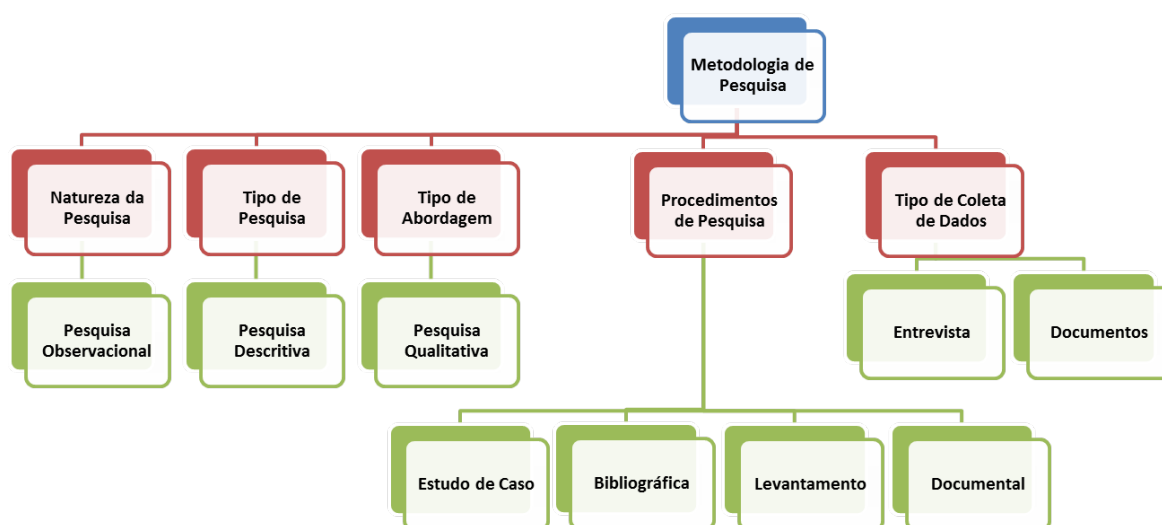 Metodologia de
Pesquisa
Natureza da
Pesquisa
Tipo de
Pesquisa
Tipo de
Abordagem
Procedimentos
de Pesquisa
Tipo de Coleta
de Dados
Pesquisa
Observacional
Pesquisa
Descritiva
Pesquisa
Qualitativa
Entrevista
Documentos
Estudo de Caso
Bibliográfica
Levantamento
Documental